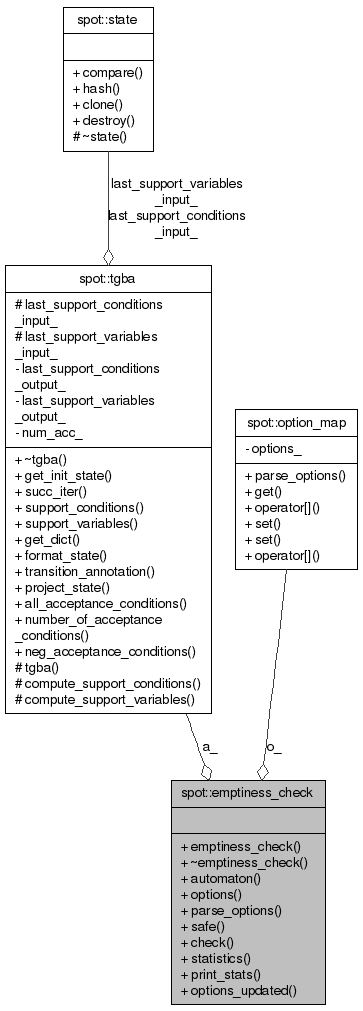 spot::state
+ compare()
+ hash()
+ clone()
+ destroy()
# ~state()
last_support_variables
_input_
last_support_conditions
_input_
spot::tgba
# last_support_conditions
_input_
# last_support_variables
_input_
- last_support_conditions
_output_
- last_support_variables
_output_
- num_acc_
+ ~tgba()
+ get_init_state()
+ succ_iter()
+ support_conditions()
+ support_variables()
+ get_dict()
+ format_state()
+ transition_annotation()
+ project_state()
+ all_acceptance_conditions()
+ number_of_acceptance
_conditions()
+ neg_acceptance_conditions()
# tgba()
# compute_support_conditions()
# compute_support_variables()
spot::option_map
- options_
+ parse_options()
+ get()
+ operator[]()
+ set()
+ set()
+ operator[]()
a_
o_
spot::emptiness_check
+ emptiness_check()
+ ~emptiness_check()
+ automaton()
+ options()
+ parse_options()
+ safe()
+ check()
+ statistics()
+ print_stats()
+ options_updated()